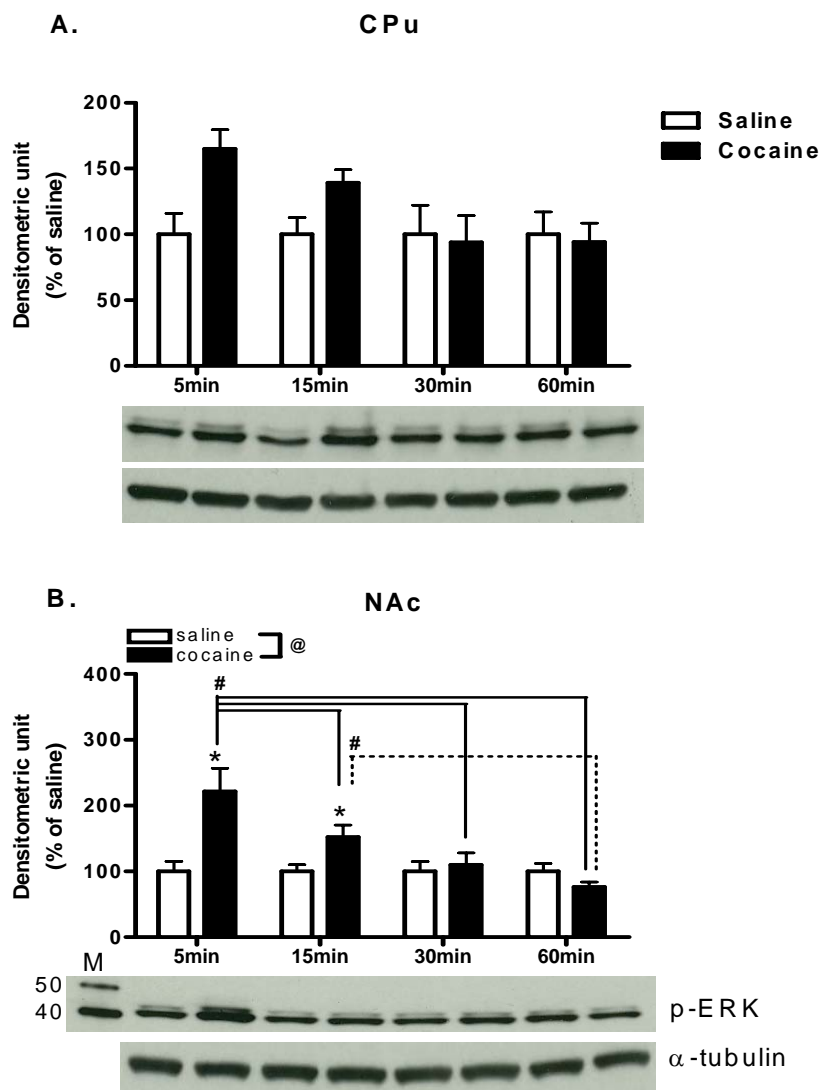 A. CPu
Saline
Cocaine
Densitometric unit
(% of saline)
200
150
100
50
0
5min 15min 30min 60min
B. NAc
saline
cocaine
@
Densitometric unit
(% of saline)
400
300
200
100
0
#
*
#
*
5min 15min 30min 60min
M
50
40
p-ERK
α-tubulin